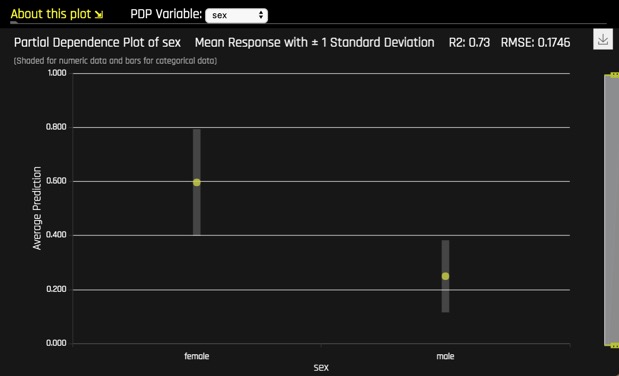 About this plot PDP Variable: sex
Partial Dependence Plot of sex Mean Response with ± 1 Standard Deviation R2: 0.73 RMSE: 0.1746
(Shaded for numeric data and bars for categorical data)
1.000
0.800
0.600
0.400
0.200
0.000
Average Prediction
female male
sex